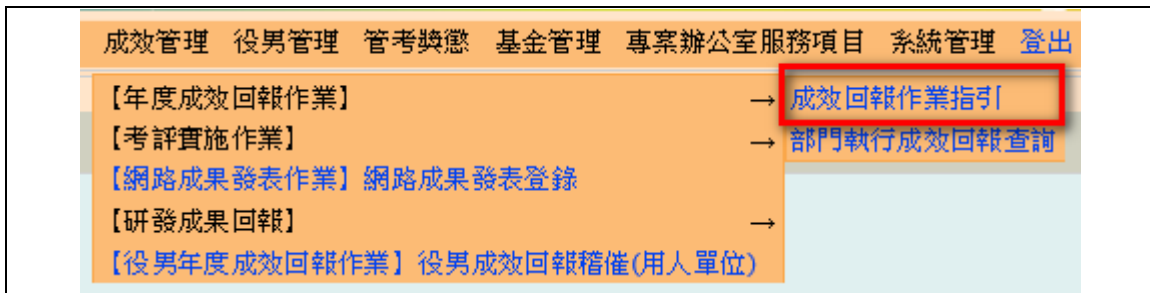 成效管理 役男管理 管考獎懲 基金管理 專案辦公室服務項目 系統管理 登出
【年度成效回報作業】 → 成效回報作業指引
【考評實施作業】 → 部門執行成效回報查詢
【網路成果發表作業】網路成果發表登錄
【研發成果回報】 →
【役男年度成效回報作業】役男成效回報稽催(用人單位)